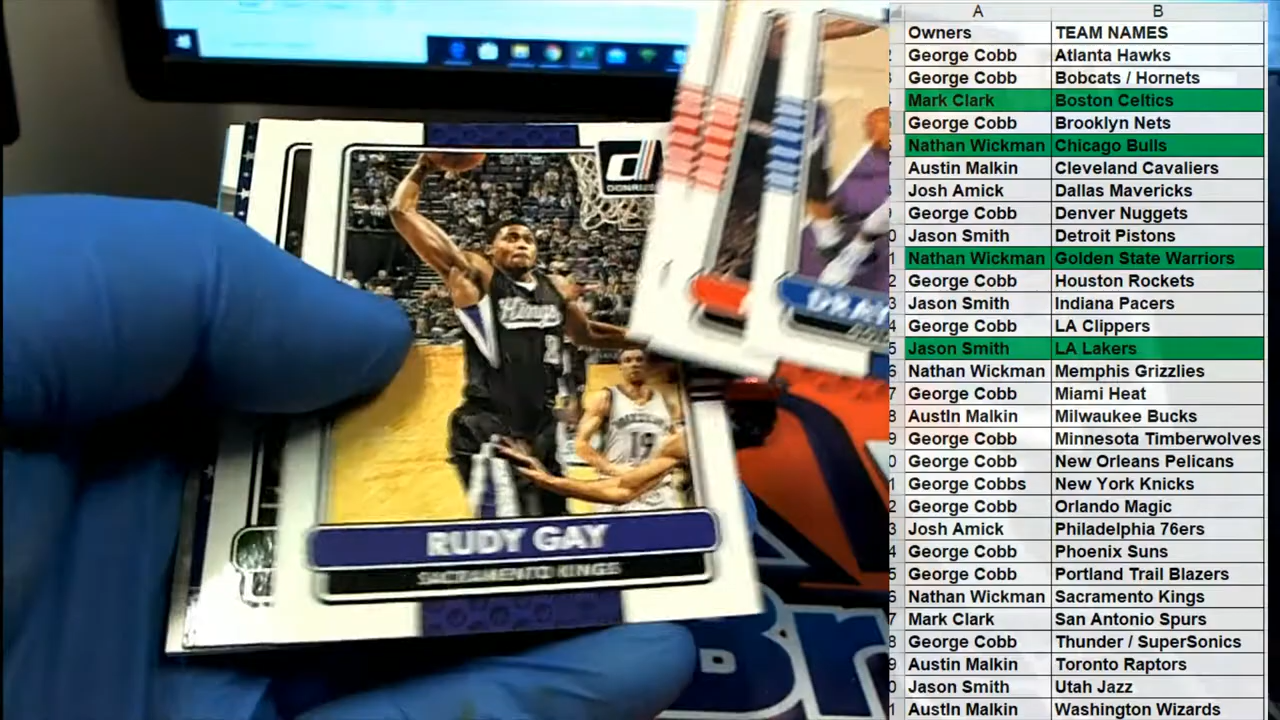 DONRUSS
Kings
19
RUDY GAY
SACRAMENTO KINGS
Br
A B
Owners TEAM NAMES
George Cobb Atlanta Hawks
George Cobb Bobcats / Hornets
Mark Clark Boston Celtics
George Cobb Brooklyn Nets
Nathan Wickman Chicago Bulls
Austin Malkin Cleveland Cavaliers
Josh Amick Dallas Mavericks
George Cobb Denver Nuggets
Jason Smith Detroit Pistons
Nathan Wickman Golden State Warriors
George Cobb Houston Rockets
Jason Smith Indiana Pacers
George Cobb LA Clippers
Jason Smith LA Lakers
Nathan Wickman Memphis Grizzlies
George Cobb Miami Heat
AustIn Malkin Milwaukee Bucks
George Cobb Minnesota Timberwolves
George Cobb New Orleans Pelicans
George Cobbs New York Knicks
George Cobb Orlando Magic
Josh Amick Philadelphia 76ers
George Cobb Phoenix Suns
George Cobb Portland Trail Blazers
Nathan Wickman Sacramento Kings
Mark Clark San Antonio Spurs
George Cobb Thunder / SuperSonics
Austin Malkin Toronto Raptors
Jason Smith Utah Jazz
AustIn Malkin Washington Wizards